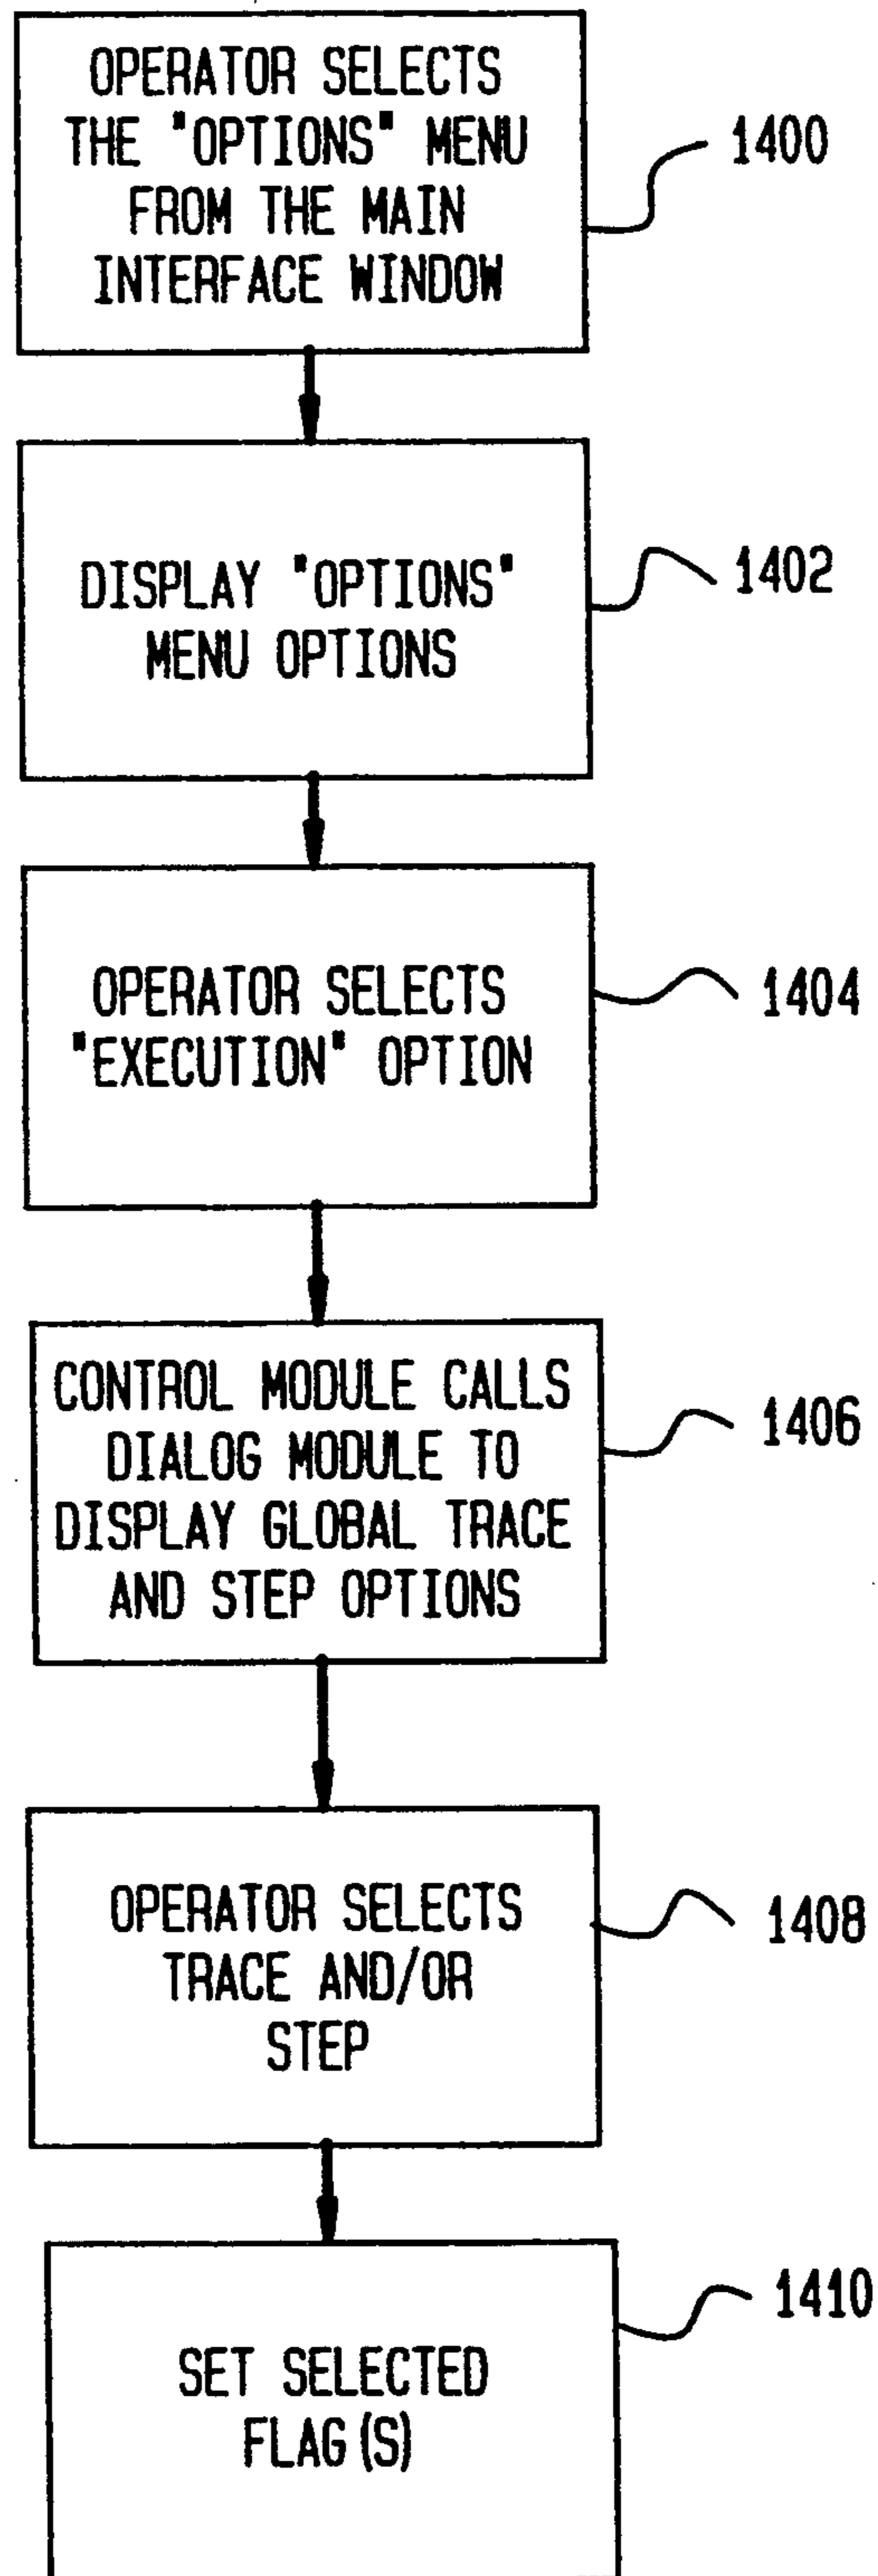 OPERATOR SELECTS
THE "OPTIONS" MENU
FROM THE MAIN
INTERFACE WINDOW
1400
DISPLAY "OPTIONS"
MENU OPTIONS
1402
OPERATOR SELECTS
"EXECUTION" OPTION
1404
CONTROL MODULE CALLS
DIALOG MODULE TO
DISPLAY GLOBAL TRACE
AND STEP OPTIONS
1406
OPERATOR SELECTS
TRACE AND/OR
STEP
1408
SET SELECTED
FLAG(S)
1410